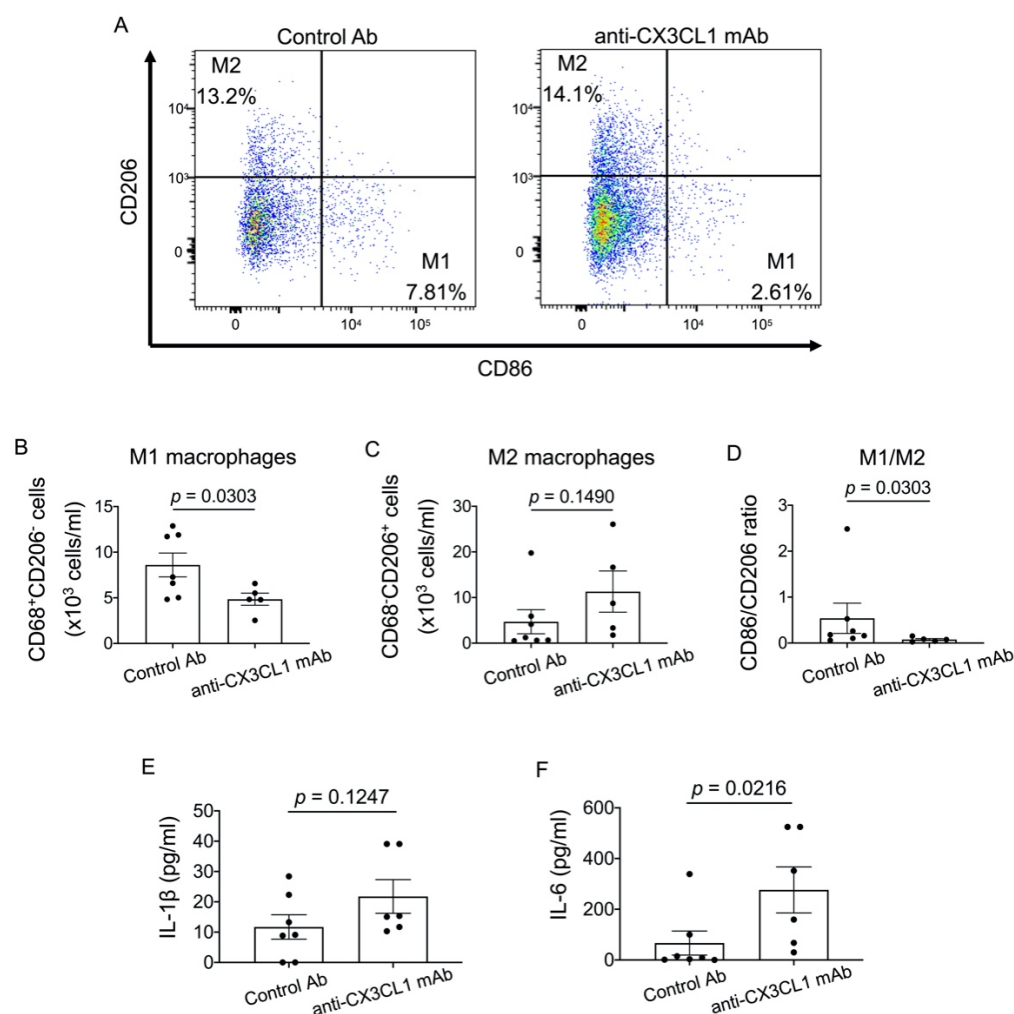 A
Control Ab
anti-CX3CL1 mAb
M2
13.2%
M2
14.1%
10⁴
10³
0
10⁴
10³
0
CD206
M1
7.81%
M1
2.61%
0
10⁴
10⁵
0
10⁴
10⁵
CD86
B
M1 macrophages
p = 0.0303
CD68⁺CD206⁻ cells
(x10³ cells/ml)
15
10
5
0
Control Ab
anti-CX3CL1 mAb
C
M2 macrophages
p = 0.1490
CD68⁻CD206⁺ cells
(x10³ cells/ml)
30
20
10
0
Control Ab
anti-CX3CL1 mAb
D
M1/M2
p = 0.0303
CD86/CD206 ratio
3
2
1
0
Control Ab
anti-CX3CL1 mAb
E
p = 0.1247
IL-1β (pg/ml)
50
40
30
20
10
0
Control Ab
anti-CX3CL1 mAb
F
p = 0.0216
IL-6 (pg/ml)
600
400
200
0
Control Ab
anti-CX3CL1 mAb